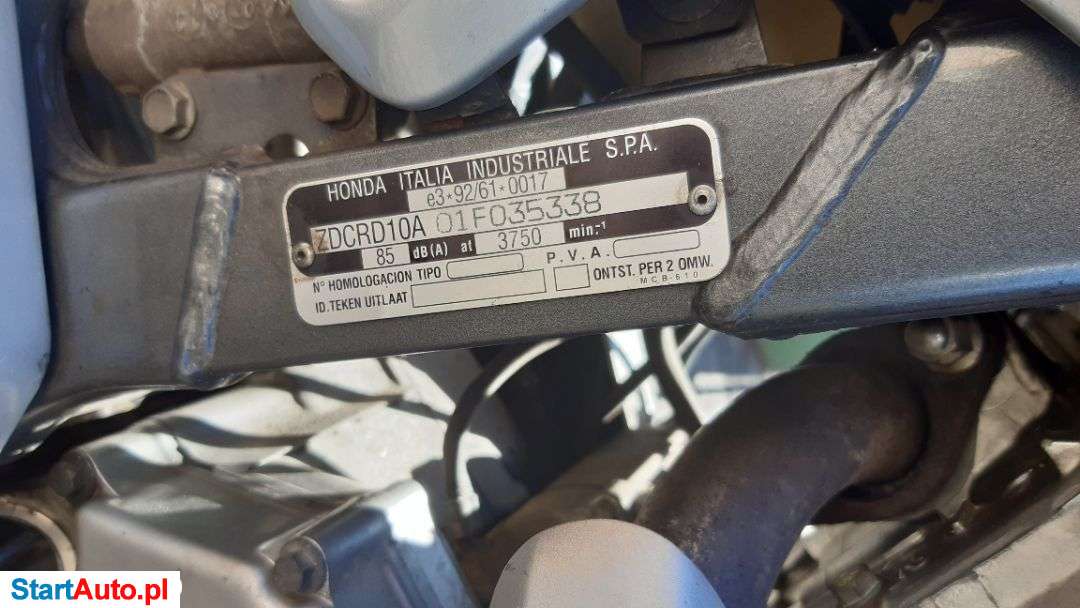 HONDA ITALIA INDUSTRIALE S.P.A.
e3*92/61*0017
ZDCRD10A 01F035338
85 dB(A) at 3750 min.-1
N° HOMOLOGACION TIPO P.V.A.
ID.TEKEN UITLAAT ONTST. PER 2 OMW.
MCB-610
StartAuto.pl